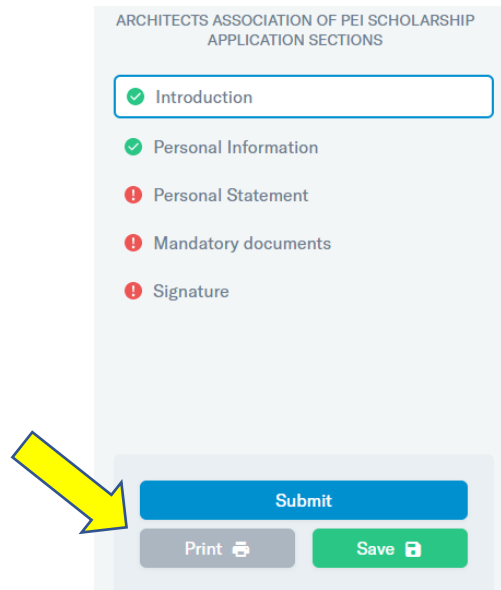 ARCHITECTS ASSOCIATION OF PEI SCHOLARSHIP
APPLICATION SECTIONS
Introduction
Personal Information
Personal Statement
Mandatory documents
Signature
Submit
Print
Save